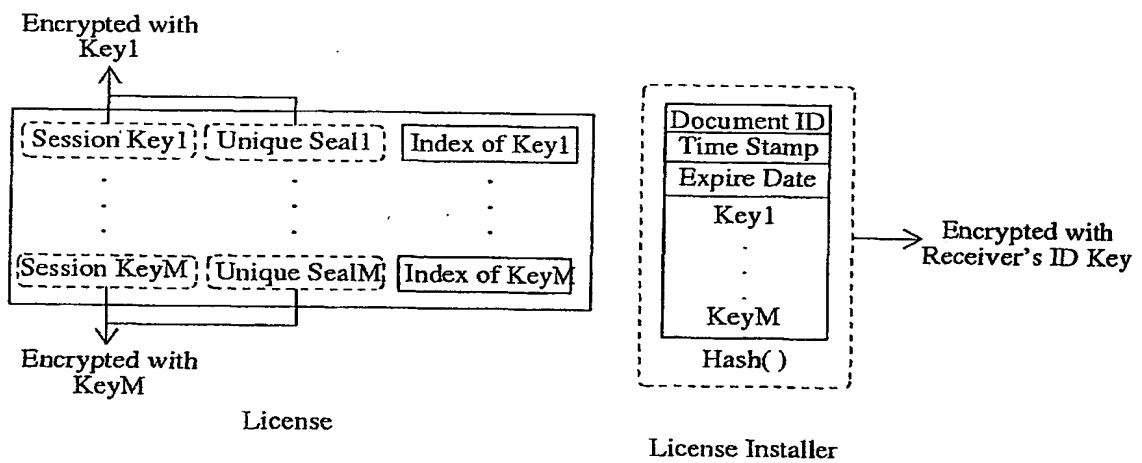 Encrypted with
Key1
Session Key1 Unique Seal1 Index of Key1
Session KeyM Unique SealM Index of KeyM
Encrypted with
KeyM
License
Document ID
Time Stamp
Expire Date
Key1
KeyM
Hash( )
Encrypted with
Receiver's ID Key
License Installer